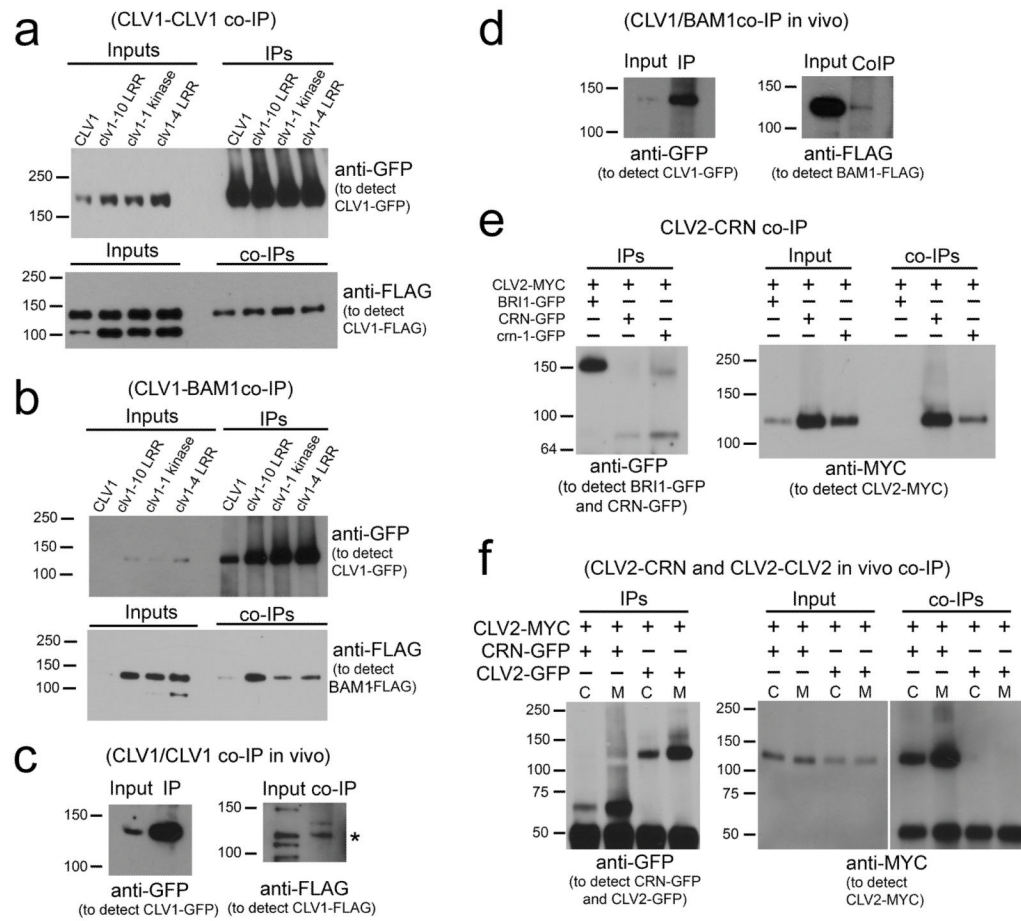 a
(CLV1-CLV1 co-IP)
Inputs
IPs
CLV1
clv1-10 LRR
clv1-1 kinase
clv1-4 LRR
CLV1
clv1-10 LRR
clv1-1 kinase
clv1-4 LRR
250
150
anti-GFP
(to detect
CLV1-GFP)
Inputs
co-IPs
250
150
100
anti-FLAG
(to detect
CLV1-FLAG)
b
(CLV1-BAM1co-IP)
Inputs
IPs
CLV1
clv1-10 LRR
clv1-1 kinase
clv1-4 LRR
CLV1
clv1-10 LRR
clv1-1 kinase
clv1-4 LRR
250
150
100
anti-GFP
(to detect
CLV1-GFP)
Inputs
co-IPs
250
150
100
anti-FLAG
(to detect
BAM1-FLAG)
c
(CLV1/CLV1 co-IP in vivo)
Input IP
150
100
anti-GFP
(to detect CLV1-GFP)
Input co-IP
150
100
*
anti-FLAG
(to detect CLV1-FLAG)
d
(CLV1/BAM1co-IP in vivo)
Input IP
150
100
anti-GFP
(to detect CLV1-GFP)
Input CoIP
150
100
anti-FLAG
(to detect BAM1-FLAG)
e
CLV2-CRN co-IP
IPs
Input
co-IPs
CLV2-MYC + + + + + + + + +
BRI1-GFP + – – + – – + – –
CRN-GFP – + – – + – – + –
crn-1-GFP – – + – – + – – +
150
100
64
anti-GFP
(to detect BRI1-GFP
and CRN-GFP)
250
150
100
anti-MYC
(to detect CLV2-MYC)
f
(CLV2-CRN and CLV2-CLV2 in vivo co-IP)
IPs
Input
co-IPs
CLV2-MYC + + + + + + + + + + + +
CRN-GFP + + – – + + – – + + – –
CLV2-GFP – – + + – – + + – – + +
C M C M C M C M C M C M
250
150
100
75
50
anti-GFP
(to detect CRN-GFP
and CLV2-GFP)
250
150
100
75
50
anti-MYC
(to detect
CLV2-MYC)